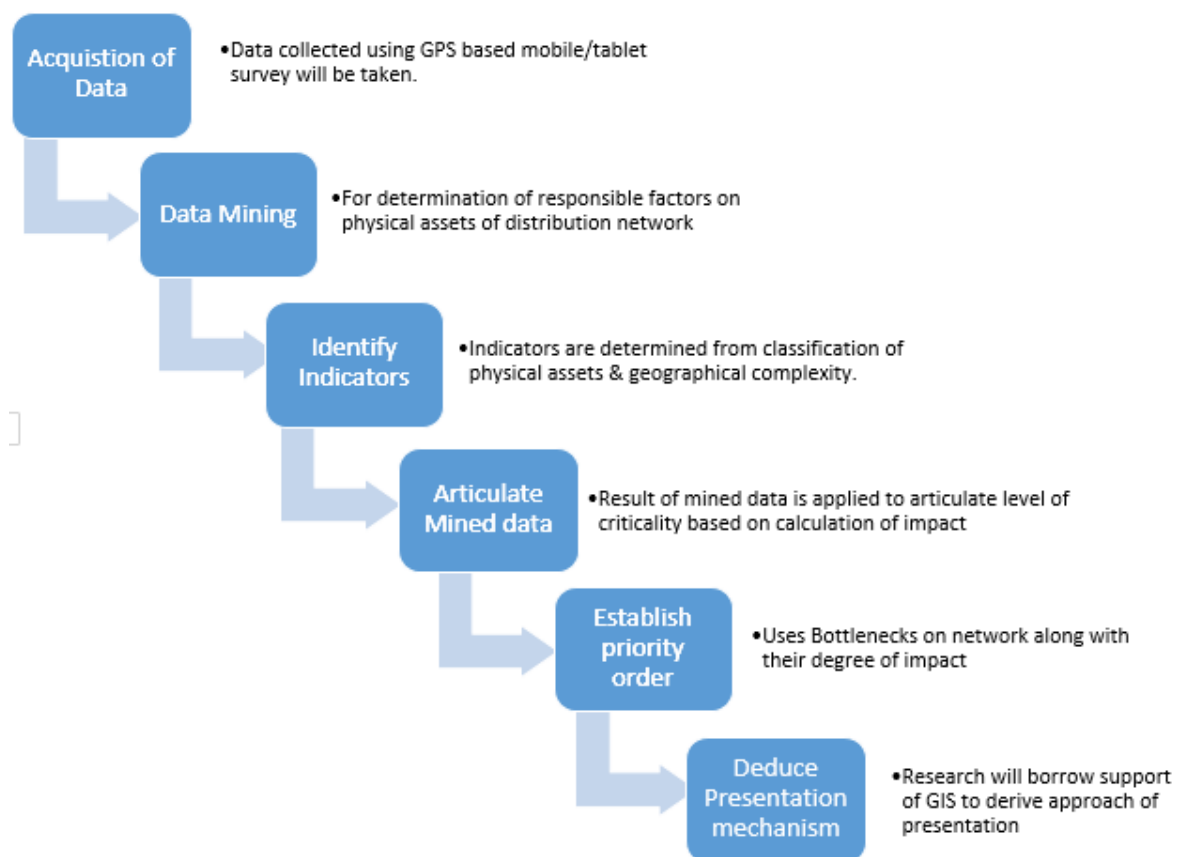 Acquistion of
Data
•Data collected using GPS based mobile/tablet
survey will be taken.
Data Mining
•For determination of responsible factors on
physical assets of distribution network
Identify
Indicators
•Indicators are determined from classification of
physical assets & geographical complexity.
Articulate
Mined data
•Result of mined data is applied to articulate level of
criticality based on calculation of impact
Establish
priority
order
•Uses Bottlenecks on network along with
their degree of impact
Deduce
Presentation
mechanism
•Research will borrow support
of GIS to derive approach of
presentation